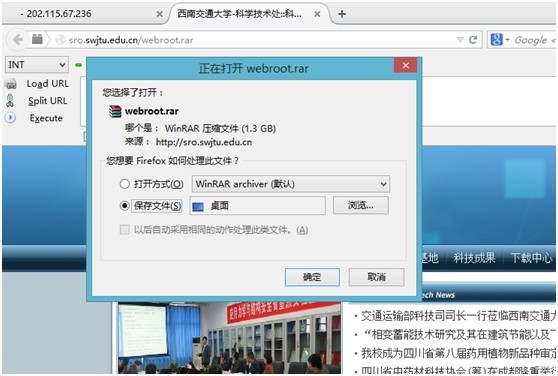 - 202.115.67.236
西南交通大学-科学技术处::科...
sro.swjtu.edu.cn/webroot.rar
Google
INT
Load URL
Split URL
Execute
正在打开 webroot.rar
您选择了打开：
webroot.rar
哪个是： WinRAR 压缩文件 (1.3 GB)
来源： http://sro.swjtu.edu.cn
您想要 Firefox 如何处理此文件？
打开方式(O)
WinRAR archiver (默认)
保存文件(S)
桌面
浏览...
以后自动采用相同的动作处理此类文件。(A)
确定
取消
基地
科技成果
下载中心
Tech News
• 交通运输部科技司司长一行莅临西南交通大
• “相变蓄能技术研究及其在建筑节能以及了
• 我校成为四川省第八届药用植物新品种审定
• 四川省中药材科技协会(筹)在成都隆重举行